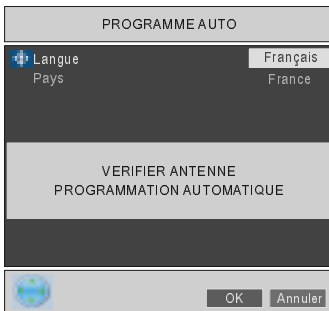 PROGRAMME AUTO
Langue Français
Pays France
VERIFIER ANTENNE
PROGRAMMATION AUTOMATIQUE
OK Annuler